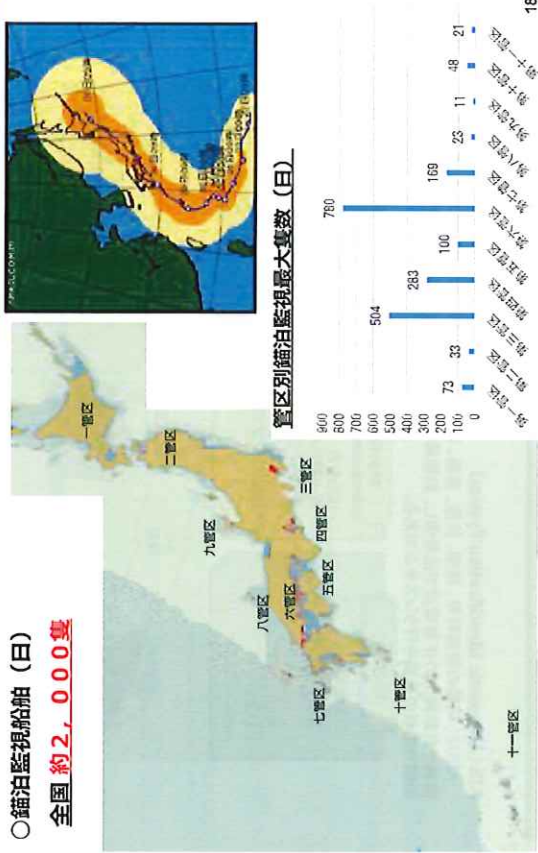 ○錨泊監視船舶（日）
全国 約２，０００隻
一管区
二管区
九管区
三管区
八管区
四管区
六管区
五管区
七管区
十管区
十一管区
管区別錨泊監視最大隻数（日）
900
800
700
600
500
400
300
200
100
0
73
33
504
283
100
780
169
23
11
48
21
第一管区
第二管区
第三管区
第四管区
第五管区
第六管区
第七管区
第八管区
第九管区
第十管区
第十一管区
18